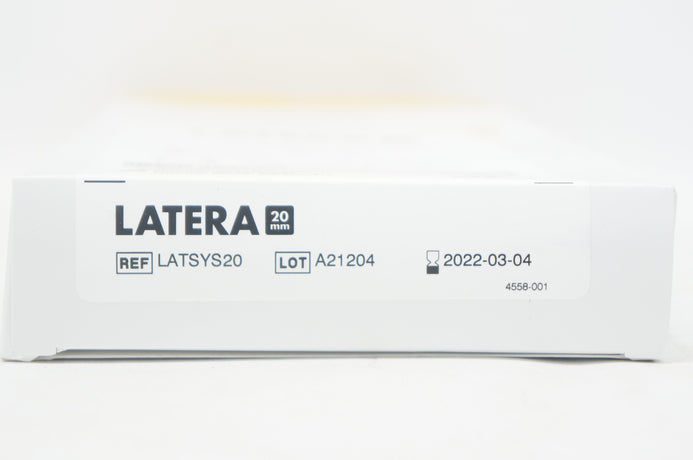 LATERA 20 mm
REF LATSYS20 LOT A21204 2022-03-04
4558-001